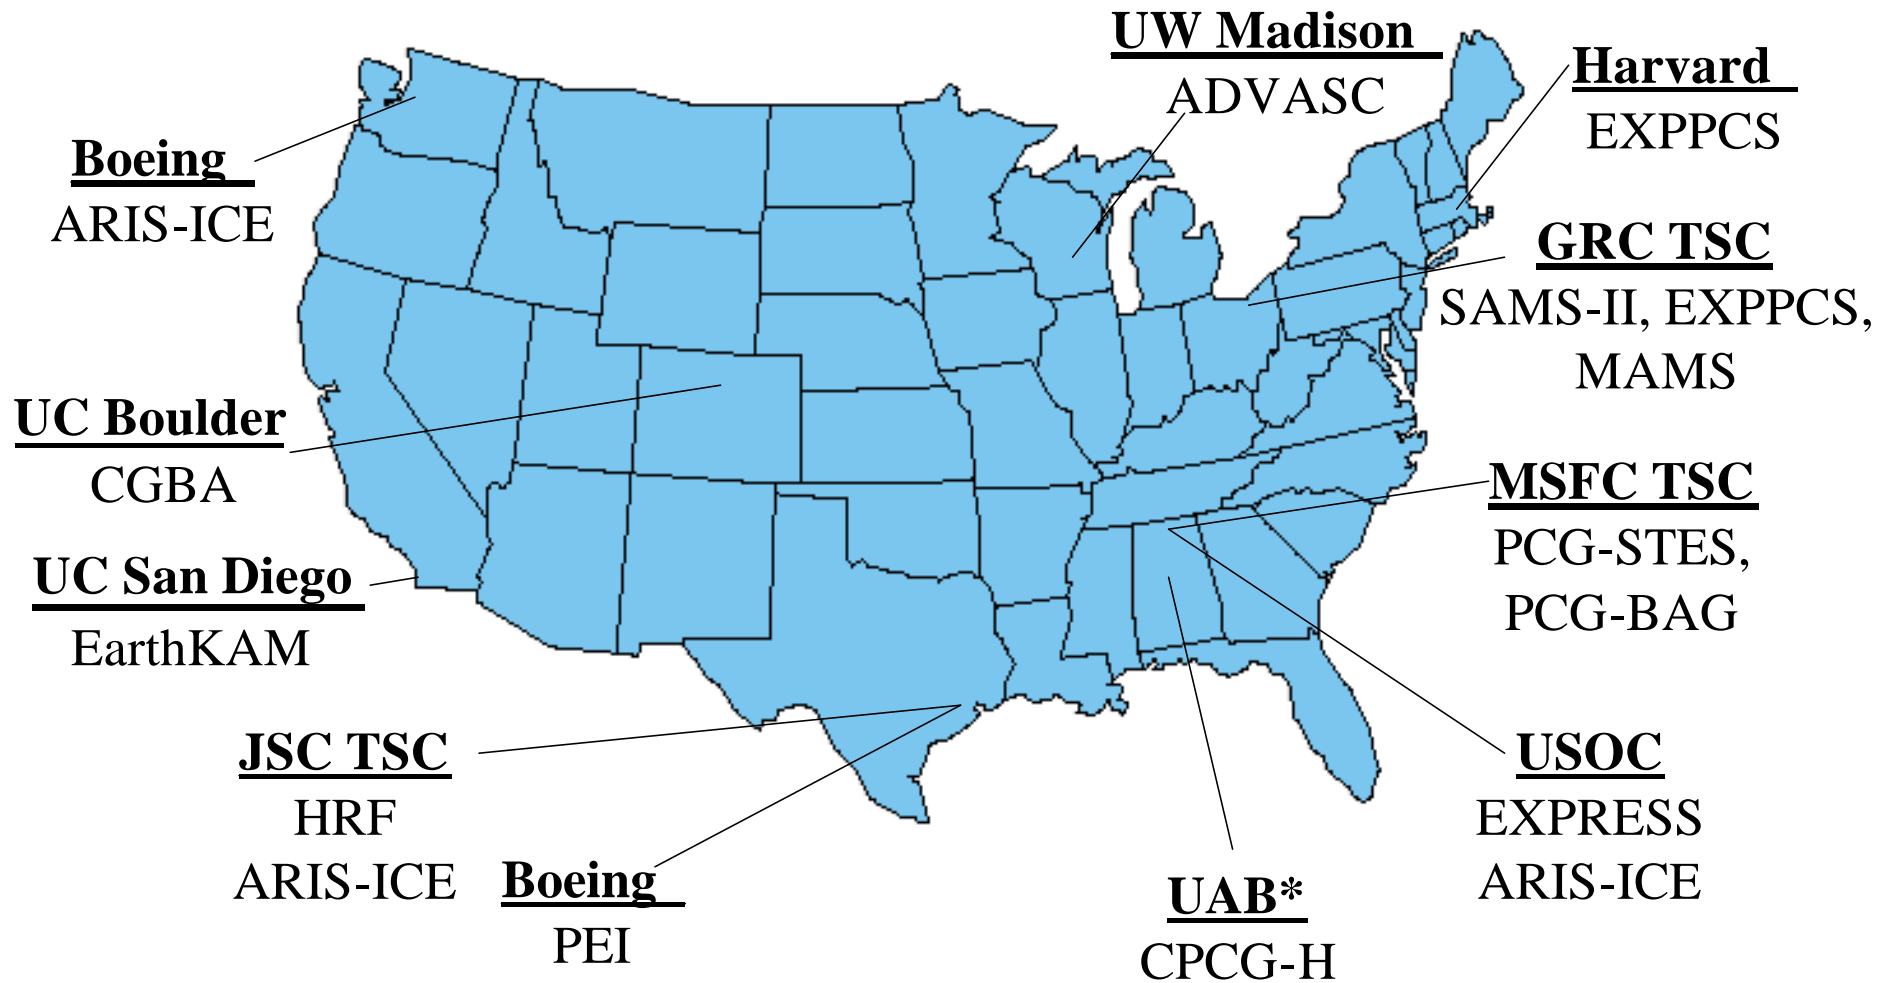 UW Madison
ADVASC
Harvard
EXPPCS
Boeing
ARIS-ICE
GRC TSC
SAMS-II, EXPPCS,
MAMS
UC Boulder
CGBA
MSFC TSC
PCG-STES,
PCG-BAG
UC San Diego
EarthKAM
JSC TSC
HRF
ARIS-ICE
Boeing
PEI
USOC
EXPRESS
ARIS-ICE
UAB*
CPCG-H